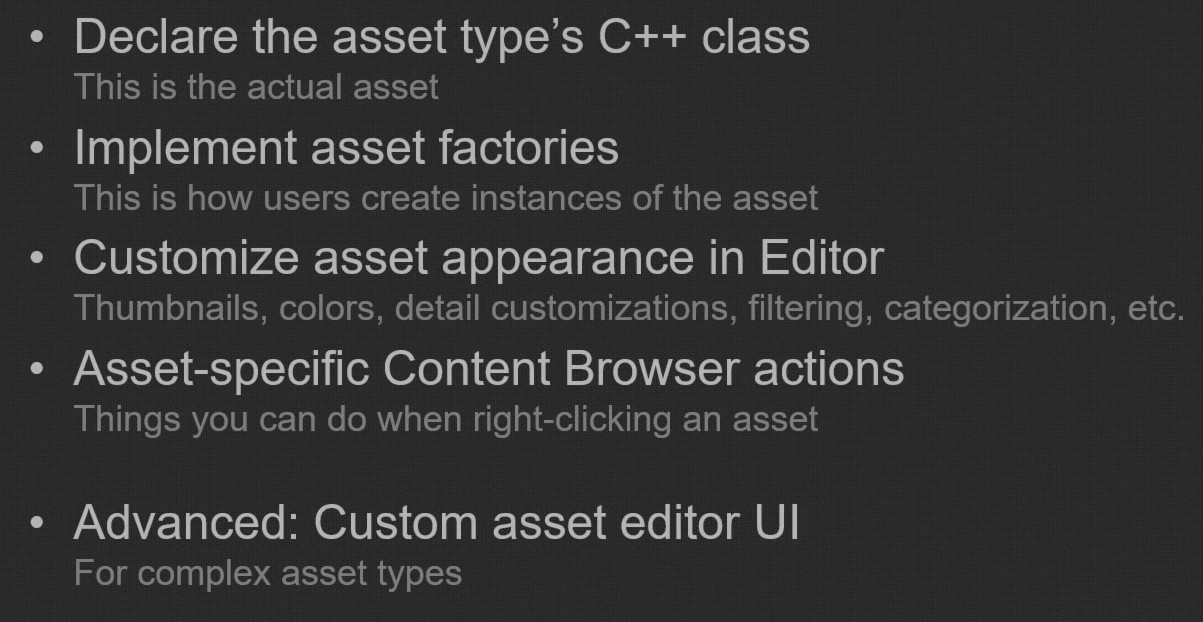 • Declare the asset type’s C++ class
This is the actual asset
• Implement asset factories
This is how users create instances of the asset
• Customize asset appearance in Editor
Thumbnails, colors, detail customizations, filtering, categorization, etc.
• Asset-specific Content Browser actions
Things you can do when right-clicking an asset
• Advanced: Custom asset editor UI
For complex asset types